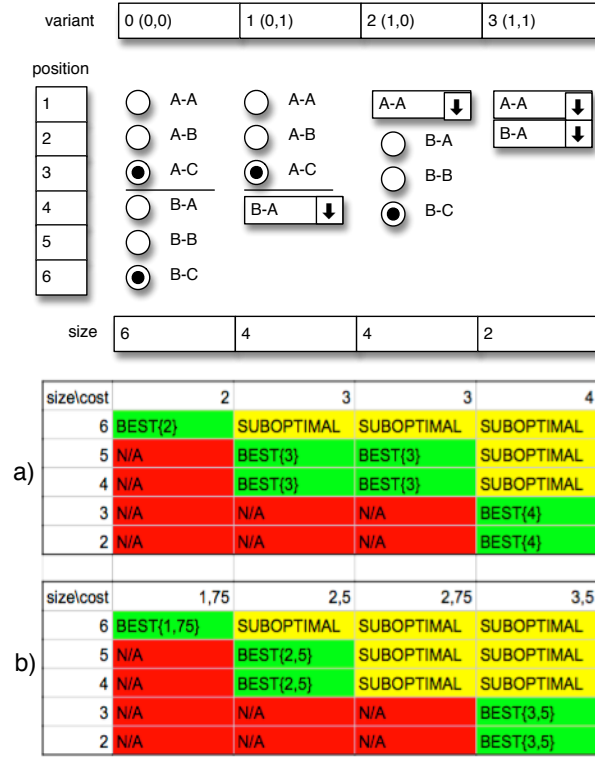 variant 0 (0,0) 1 (0,1) 2 (1,0) 3 (1,1)
position
1 A-A A-A A-A A-A
2 A-B A-B B-A B-A
3 A-C A-C B-B
4 B-A B-A B-C
5 B-B
6 B-C
size 6 4 4 2
a)
size\cost 2 3 3 4
6 BEST{2} SUBOPTIMAL SUBOPTIMAL SUBOPTIMAL
5 N/A BEST{3} BEST{3} SUBOPTIMAL
4 N/A BEST{3} BEST{3} SUBOPTIMAL
3 N/A N/A N/A BEST{4}
2 N/A N/A N/A BEST{4}
b)
size\cost 1,75 2,5 2,75 3,5
6 BEST{1,75} SUBOPTIMAL SUBOPTIMAL SUBOPTIMAL
5 N/A BEST{2,5} SUBOPTIMAL SUBOPTIMAL
4 N/A BEST{2,5} SUBOPTIMAL SUBOPTIMAL
3 N/A N/A N/A BEST{3,5}
2 N/A N/A N/A BEST{3,5}